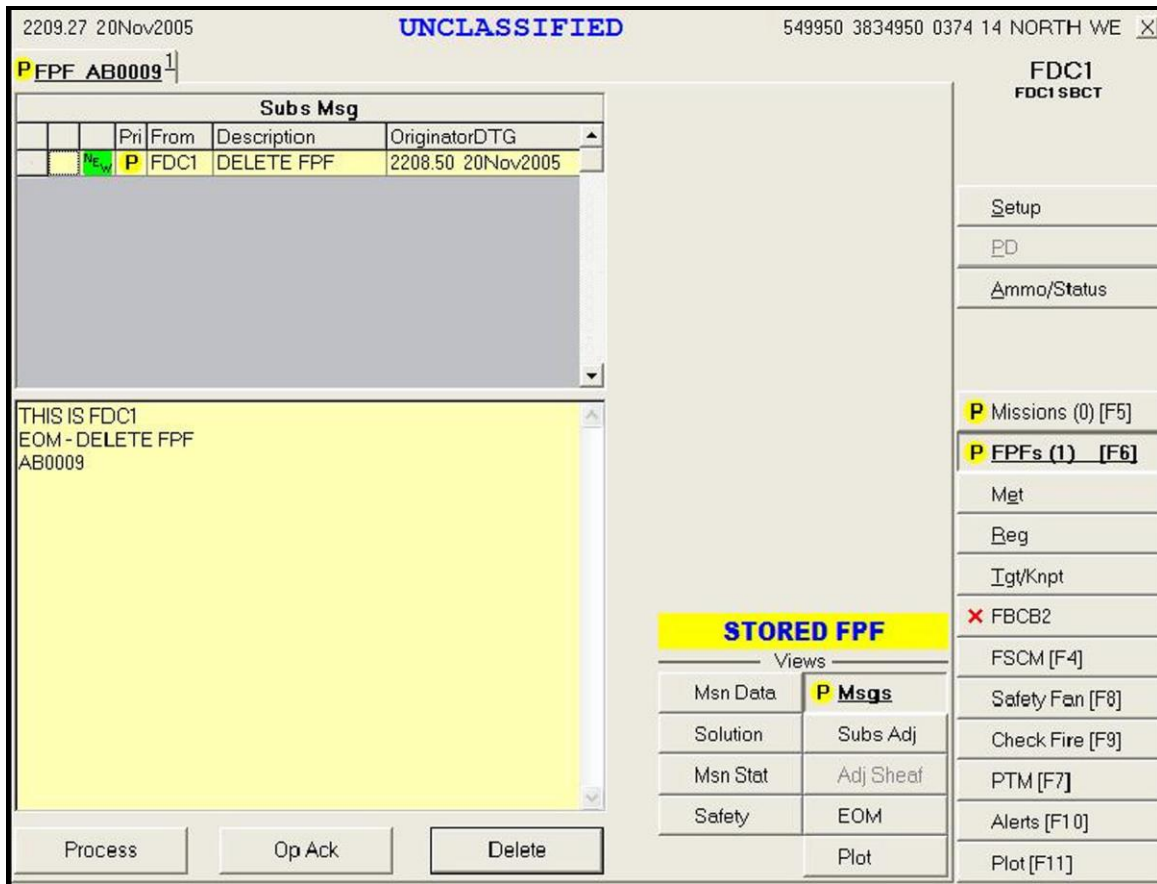 2209.27 20Nov2005 UNCLASSIFIED 549950 3834950 0374 14 NORTH WE X
P FPF AB0009 1
FDC1
FDC1 SBCT
Subs Msg
Pri From Description OriginatorDTG
NEW P FDC1 DELETE FPF 2208.50 20Nov2005
THIS IS FDC1
EOM - DELETE FPF
AB0009
Process Op Ack Delete
STORED FPF
Views
Msn Data P Msgs
Solution Subs Adj
Msn Stat Adj Sheaf
Safety EOM
Plot
Setup
PD
Ammo/Status
P Missions (0) [F5]
P FPFs (1) [F6]
Met
Reg
Tgt/Knpt
FBCB2
FSCM [F4]
Safety Fan [F8]
Check Fire [F9]
PTM [F7]
Alerts [F10]
Plot [F11]